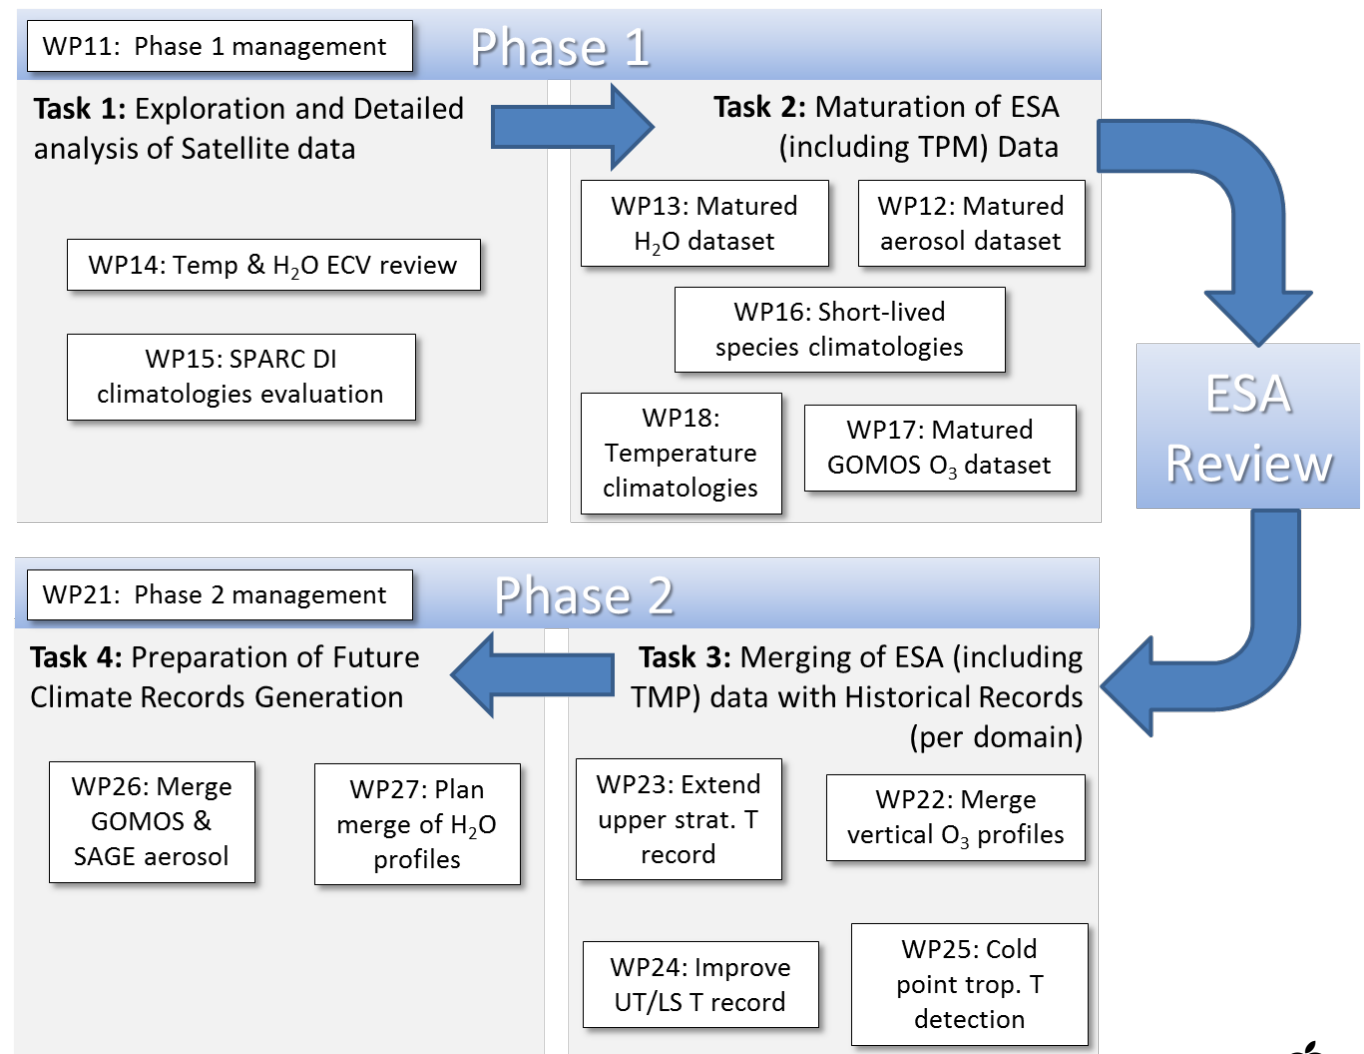 WP11:  Phase 1 management
Phase 1
Task 1: Exploration and Detailed
analysis of Satellite data
WP14: Temp & H₂O ECV review
WP15: SPARC DI
climatologies evaluation
Task 2: Maturation of ESA
(including TPM) Data
WP13: Matured
H₂O dataset
WP12: Matured
aerosol dataset
WP16: Short-lived
species climatologies
WP18:
Temperature
climatologies
WP17: Matured
GOMOS O₃ dataset
ESA
Review
WP21:  Phase 2 management
Phase 2
Task 4: Preparation of Future
Climate Records Generation
WP26: Merge
GOMOS &
SAGE aerosol
WP27: Plan
merge of H₂O
profiles
Task 3: Merging of ESA (including
TMP) data with Historical Records
(per domain)
WP23: Extend
upper strat. T
record
WP22: Merge
vertical O₃ profiles
WP24: Improve
UT/LS T record
WP25: Cold
point trop. T
detection